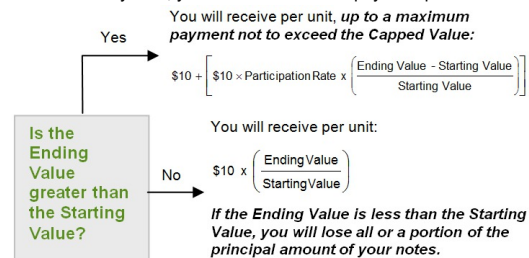 You will receive per unit, up to a maximum
payment not to exceed the Capped Value:
Yes
$10 + [ $10 × Participation Rate x ( Ending Value - Starting Value / Starting Value ) ]
Is the
Ending
Value
greater than
the Starting
Value?
No
You will receive per unit:
$10 x ( Ending Value / Starting Value )
If the Ending Value is less than the Starting
Value, you will lose all or a portion of the
principal amount of your notes.